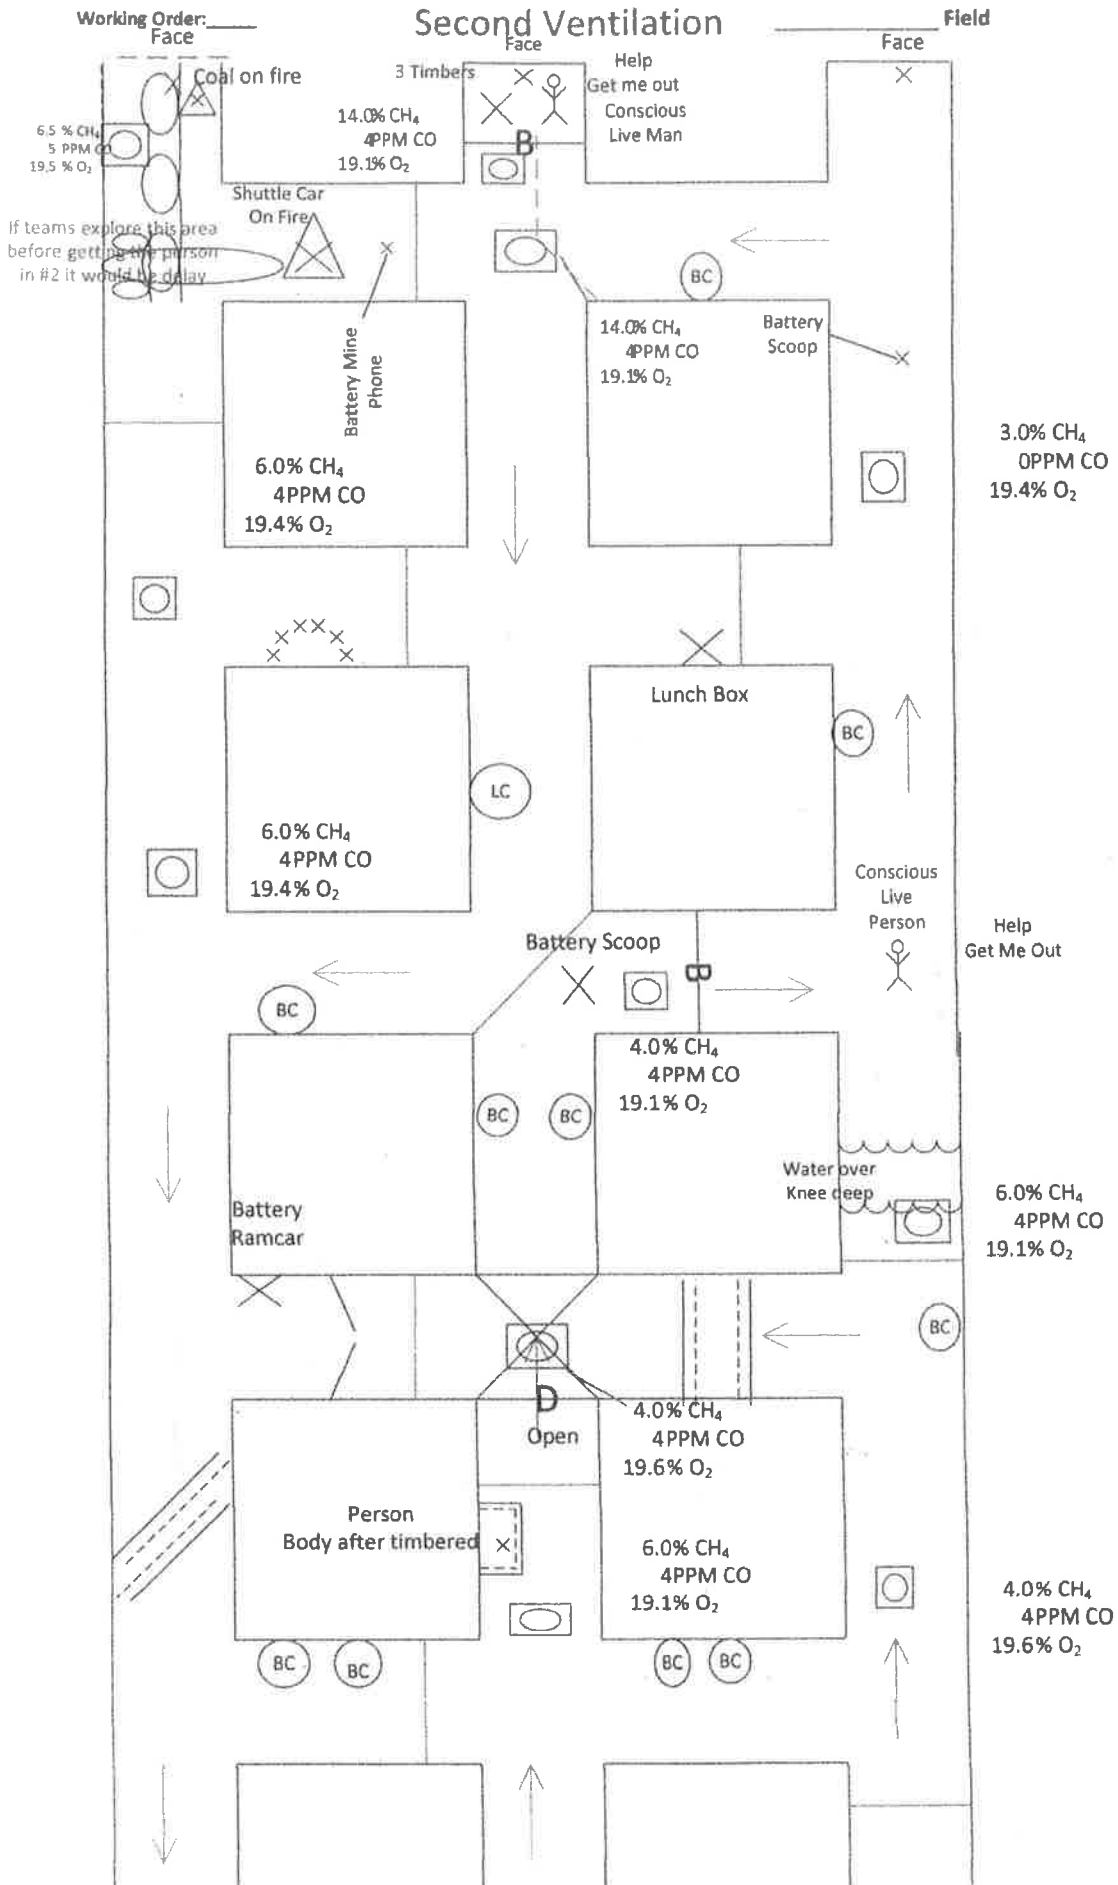 Second Ventilation
Working Order:______
______________________Field
Face
Face
Face
Coal on fire
3 Timbers
Help
Get me out
Conscious
Live Man
14.0% CH₄
4PPM CO
19.1% O₂
B
6.5 % CH₄
5 PPM CO
19,5 % O₂
Shuttle Car
On Fire
If teams explore this area
before getting the person
in #2 it would be delay
BC
14.0% CH₄
4PPM CO
19.1% O₂
Battery
Scoop
Battery Mine
Phone
6.0% CH₄
4PPM CO
19.4% O₂
3.0% CH₄
0PPM CO
19.4% O₂
Lunch Box
BC
LC
6.0% CH₄
4PPM CO
19.4% O₂
Conscious
Live
Person
Help
Get Me Out
Battery Scoop
B
BC
4.0% CH₄
4PPM CO
19.1% O₂
BC
BC
Water over
Knee deep
6.0% CH₄
4PPM CO
19.1% O₂
Battery
Ramcar
BC
D
Open
4.0% CH₄
4PPM CO
19.6% O₂
Person
Body after timbered
6.0% CH₄
4PPM CO
19.1% O₂
4.0% CH₄
4PPM CO
19.6% O₂
BC
BC
BC
BC